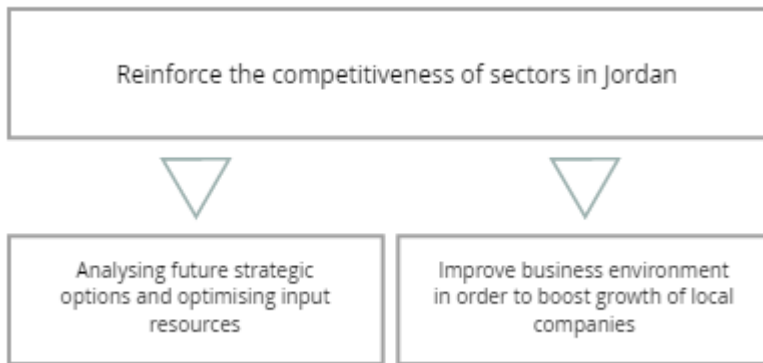 Reinforce the competitiveness of sectors in Jordan
Analysing future strategic
options and optimising input
resources
Improve business environment
in order to boost growth of local
companies